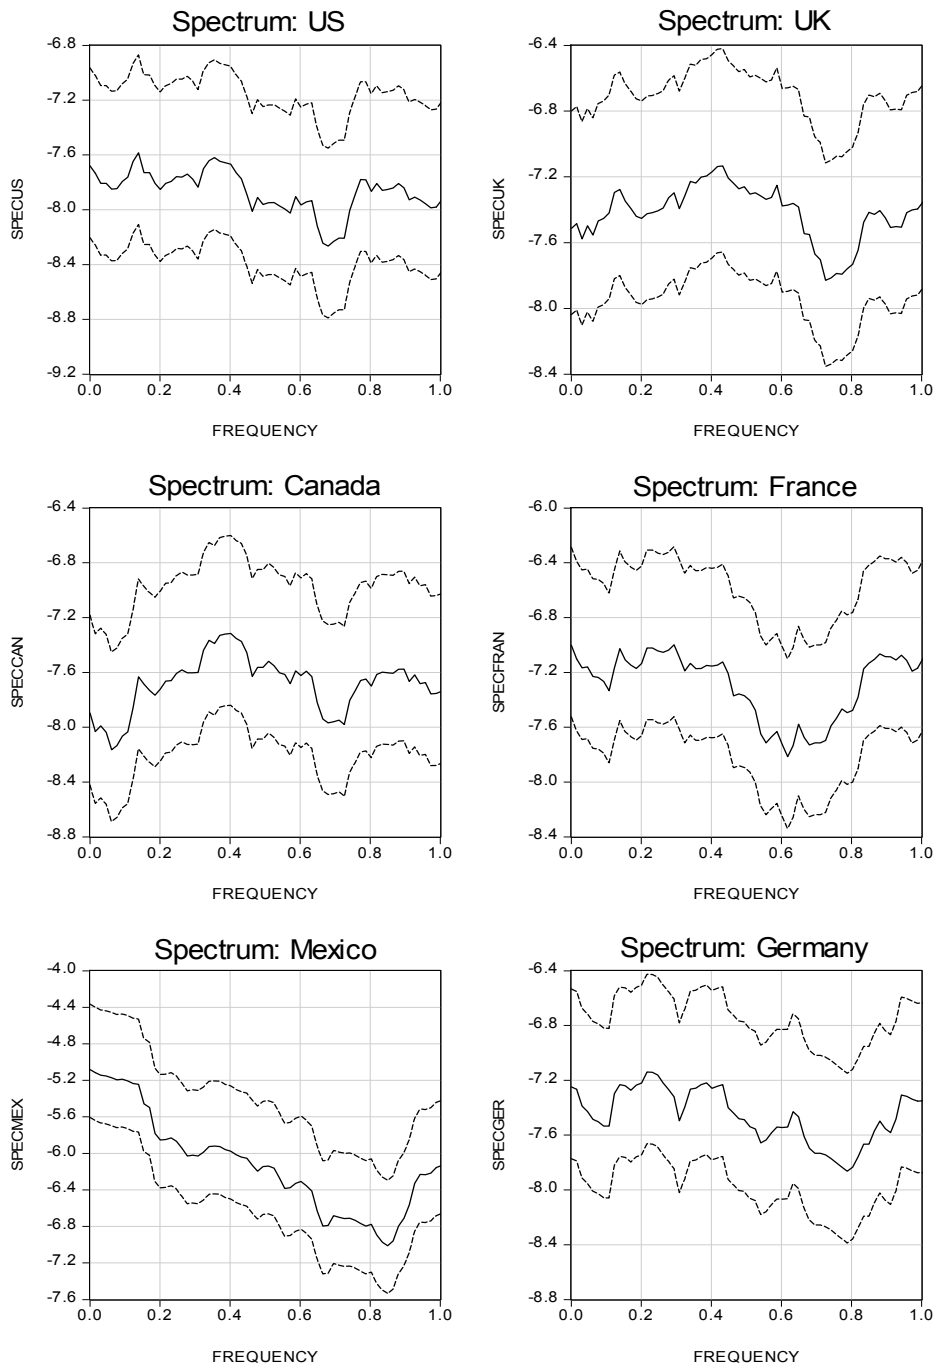 Spectrum: US
-6.8
-7.2
-7.6
-8.0
-8.4
-8.8
-9.2
SPECUS
0.0 0.2 0.4 0.6 0.8 1.0
FREQUENCY
Spectrum: UK
-6.4
-6.8
-7.2
-7.6
-8.0
-8.4
SPECUK
0.0 0.2 0.4 0.6 0.8 1.0
FREQUENCY
Spectrum: Canada
-6.4
-6.8
-7.2
-7.6
-8.0
-8.4
-8.8
SPECCAN
0.0 0.2 0.4 0.6 0.8 1.0
FREQUENCY
Spectrum: France
-6.0
-6.4
-6.8
-7.2
-7.6
-8.0
-8.4
SPECFRAN
0.0 0.2 0.4 0.6 0.8 1.0
FREQUENCY
Spectrum: Mexico
-4.0
-4.4
-4.8
-5.2
-5.6
-6.0
-6.4
-6.8
-7.2
-7.6
SPECMEX
0.0 0.2 0.4 0.6 0.8 1.0
FREQUENCY
Spectrum: Germany
-6.4
-6.8
-7.2
-7.6
-8.0
-8.4
-8.8
SPECGER
0.0 0.2 0.4 0.6 0.8 1.0
FREQUENCY